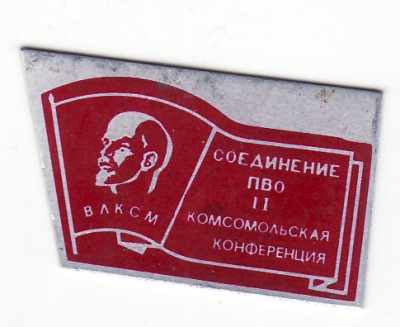 ВЛКСМ
СОЕДИНЕНИЕ
ПВО
II
КОМСОМОЛЬСКАЯ
КОНФЕРЕНЦИЯ